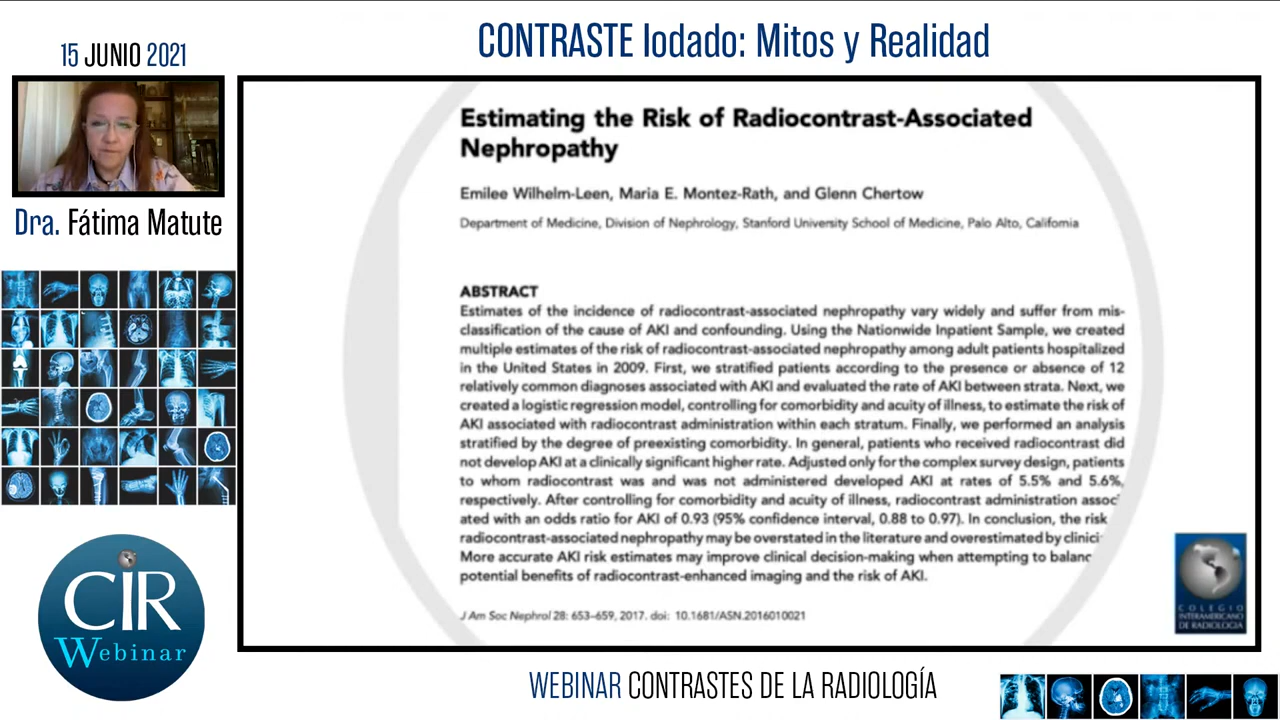 CONTRASTE Iodado: Mitos y Realidad
15 JUNIO 2021
Dra. Fátima Matute
Estimating the Risk of Radiocontrast-Associated
Nephropathy
Emilee Wilhelm-Leen, Maria E. Montez-Rath, and Glenn Chertow
Department of Medicine, Division of Nephrology, Stanford University School of Medicine, Palo Alto, California
ABSTRACT
Estimates of the incidence of radiocontrast-associated nephropathy vary widely and suffer from mis-
classification of the cause of AKI and confounding. Using the Nationwide Inpatient Sample, we created
multiple estimates of the risk of radiocontrast-associated nephropathy among adult patients hospitalized
in the United States in 2009. First, we stratified patients according to the presence or absence of 12
relatively common diagnoses associated with AKI and evaluated the rate of AKI between strata. Next, we
created a logistic regression model, controlling for comorbidity and acuity of illness, to estimate the risk of
AKI associated with radiocontrast administration within each stratum. Finally, we performed an analysis
stratified by the degree of preexisting comorbidity. In general, patients who received radiocontrast did
not develop AKI at a clinically significant higher rate. Adjusted only for the complex survey design, patients
to whom radiocontrast was and was not administered developed AKI at rates of 5.5% and 5.6%,
respectively. After controlling for comorbidity and acuity of illness, radiocontrast administration assoc
ated with an odds ratio for AKI of 0.93 (95% confidence interval, 0.88 to 0.97). In conclusion, the risk
radiocontrast-associated nephropathy may be overstated in the literature and overestimated by clinici
More accurate AKI risk estimates may improve clinical decision-making when attempting to balanc
potential benefits of radiocontrast-enhanced imaging and the risk of AKI.
J Am Soc Nephrol 28: 653–659, 2017. doi: 10.1681/ASN.2016010021
COLEGIO
INTERAMERICANO
DE RADIOLOGIA
CIR
Webinar
WEBINAR CONTRASTES DE LA RADIOLOGÍA